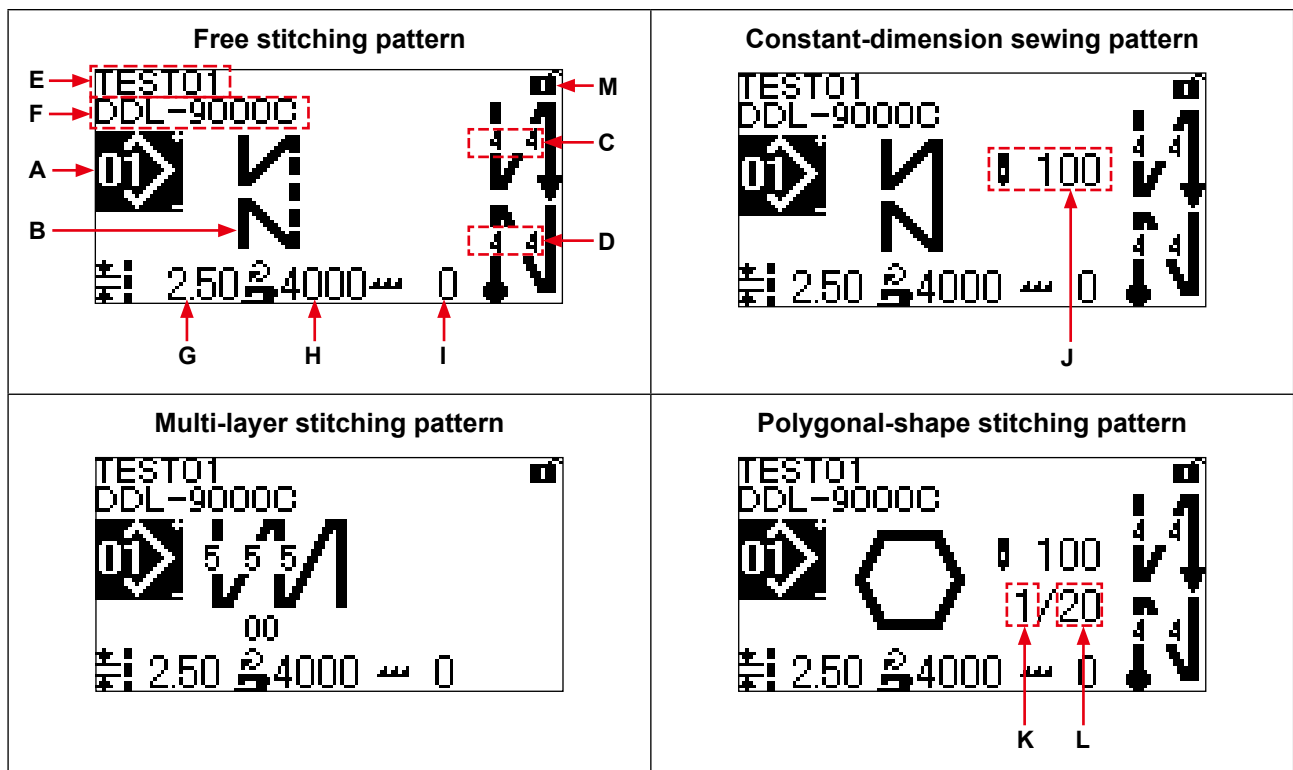 Free stitching pattern
E
TEST01
M
F
DDL-9000C
4 4
C
A
01
B
4 4
D
2.50 4000 0
G H I
Constant-dimension sewing pattern
TEST01
DDL-9000C
4 4
01
100
4 4
2.50 4000 0
J
Multi-layer stitching pattern
TEST01
DDL-9000C
01
5 5 5
00
2.50 4000 0
Polygonal-shape stitching pattern
TEST01
DDL-9000C
4 4
01
100
1/20
4 4
2.50 4000 0
K L